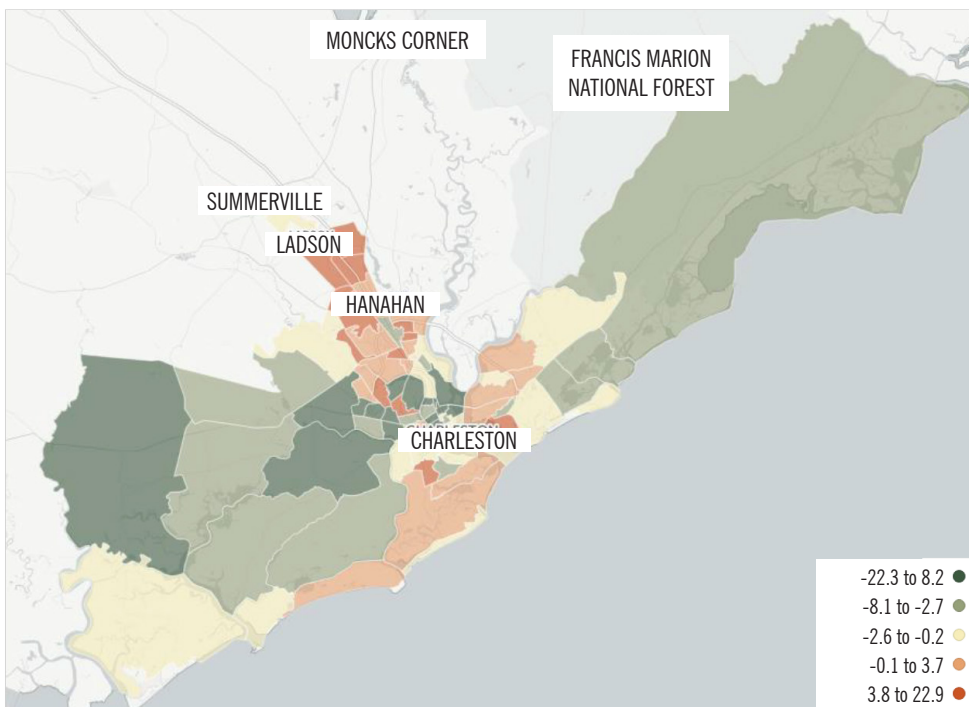 MONCKS CORNER
FRANCIS MARION
NATIONAL FOREST
SUMMERVILLE
LADSON
HANAHAN
CHARLESTON
-22.3 to 8.2
-8.1 to -2.7
-2.6 to -0.2
-0.1 to 3.7
3.8 to 22.9